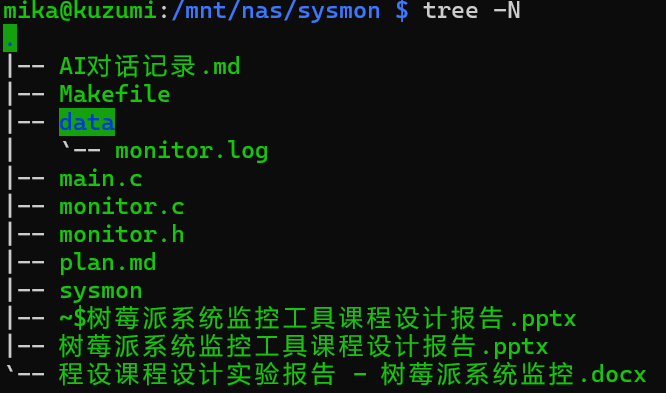 mika@kuzumi:/mnt/nas/sysmon $ tree -N
.
|-- AI对话记录.md
|-- Makefile
|-- data
|   `-- monitor.log
|-- main.c
|-- monitor.c
|-- monitor.h
|-- plan.md
|-- sysmon
|-- ~$树莓派系统监控工具课程设计报告.pptx
|-- 树莓派系统监控工具课程设计报告.pptx
`-- 程设课程设计实验报告 - 树莓派系统监控.docx